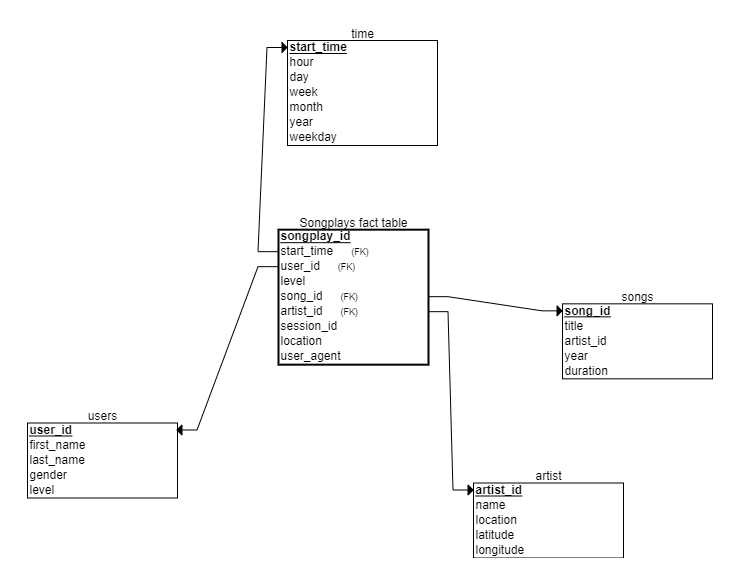 time
start_time
hour
day
week
month
year
weekday
Songplays fact table
songplay_id
start_time (FK)
user_id (FK)
level
song_id (FK)
artist_id (FK)
session_id
location
user_agent
songs
song_id
title
artist_id
year
duration
users
user_id
first_name
last_name
gender
level
artist
artist_id
name
location
latitude
longitude